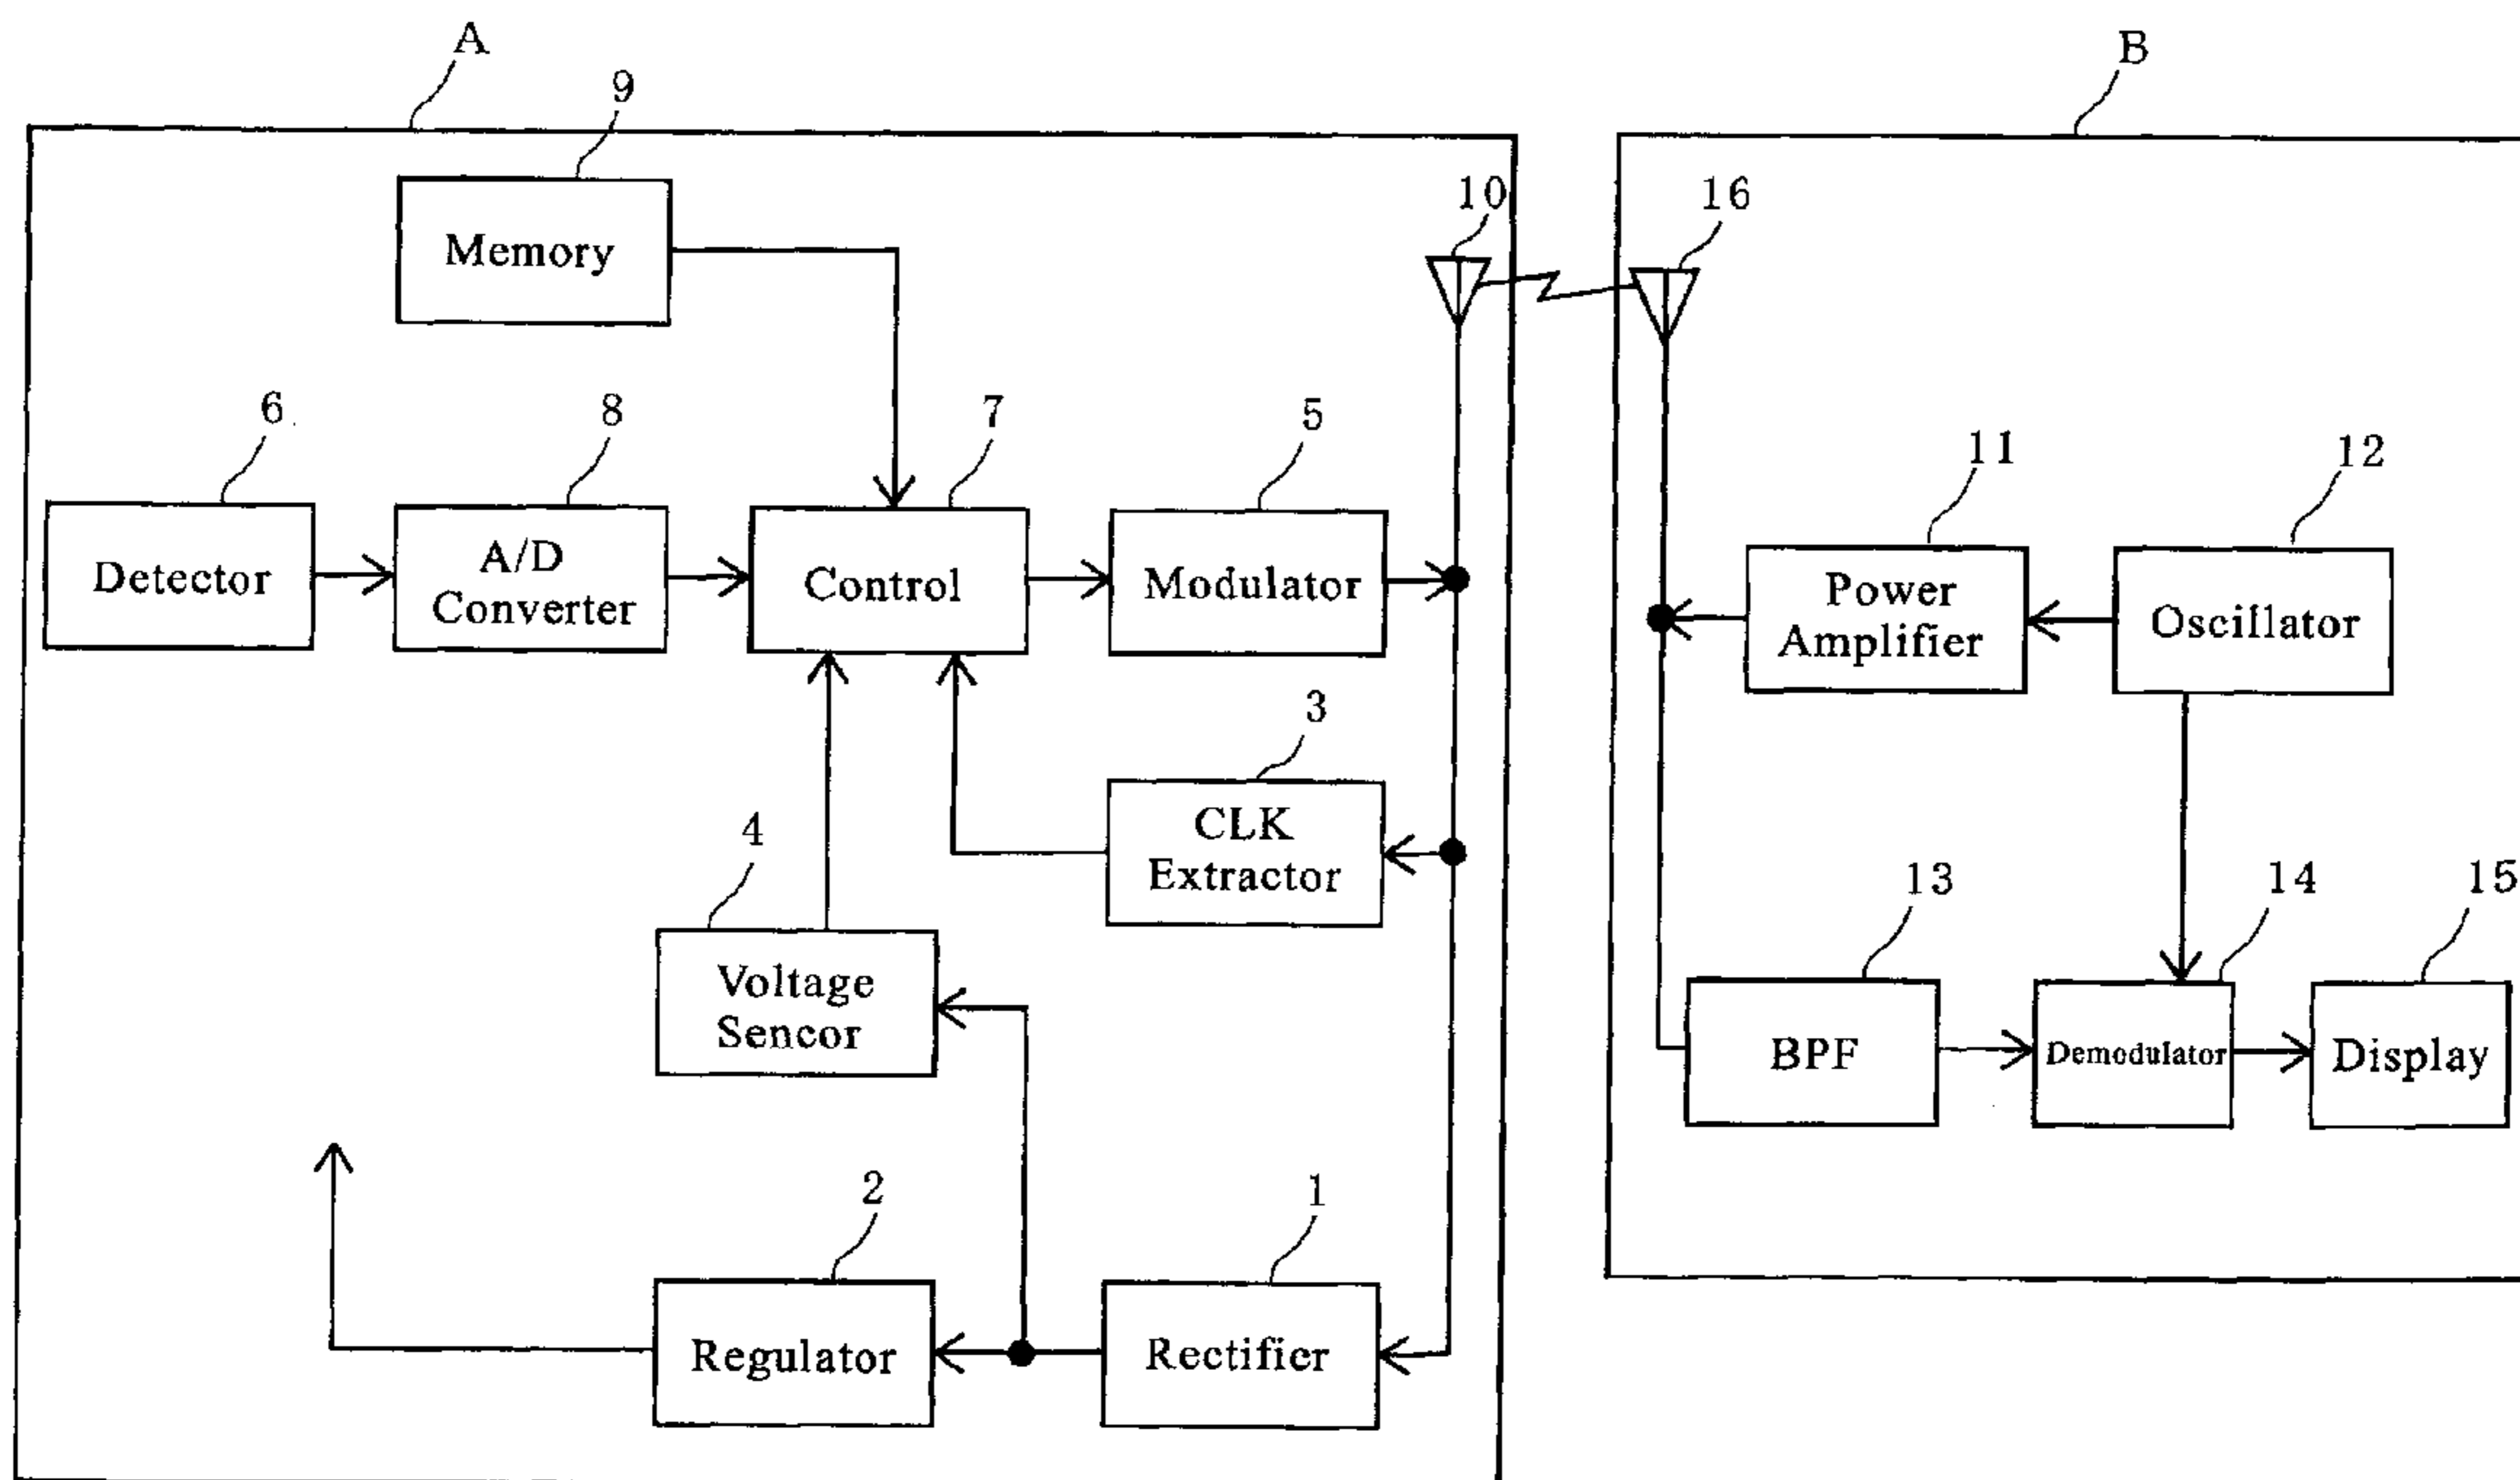 A
B
9
Memory
10
16
6
8
7
5
11
12
Detector
A/D
Converter
Control
Modulator
Power
Amplifier
Oscillator
3
CLK
Extractor
4
Voltage
Sencor
13
14
15
BPF
Demodulator
Display
2
1
Regulator
Rectifier